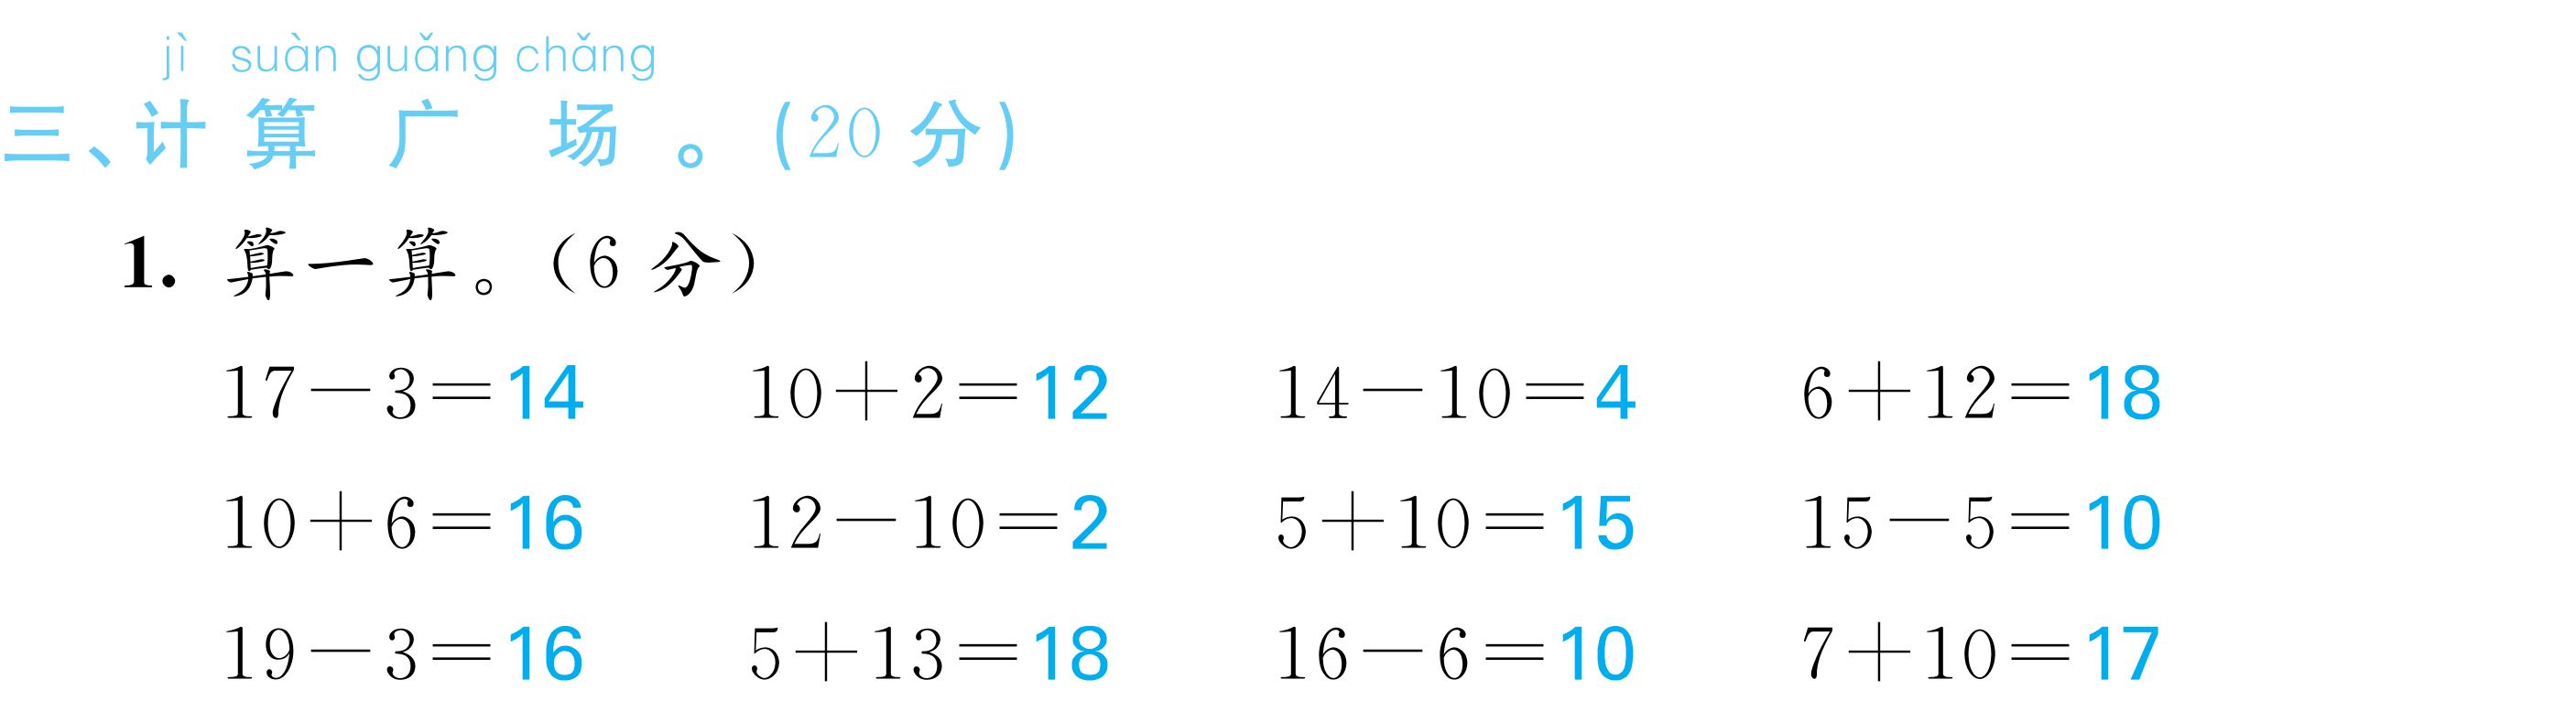 jì suàn guǎng chǎng
三、计算广场。(20分)
1. 算一算。(6分)
17-3=14 10+2=12 14-10=4 6+12=18
10+6=16 12-10=2 5+10=15 15-5=10
19-3=16 5+13=18 16-6=10 7+10=17